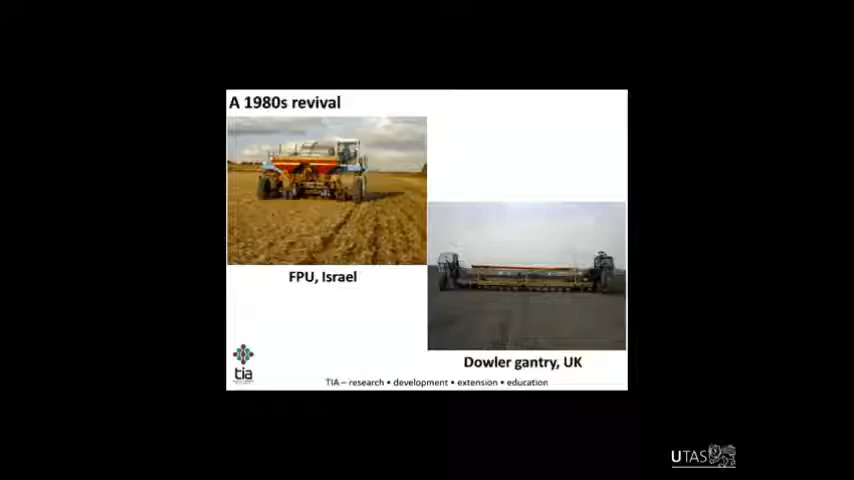 A 1980s revival
FPU, Israel
Dowler gantry, UK
tia
TIA – research • development • extension • education
UTAS